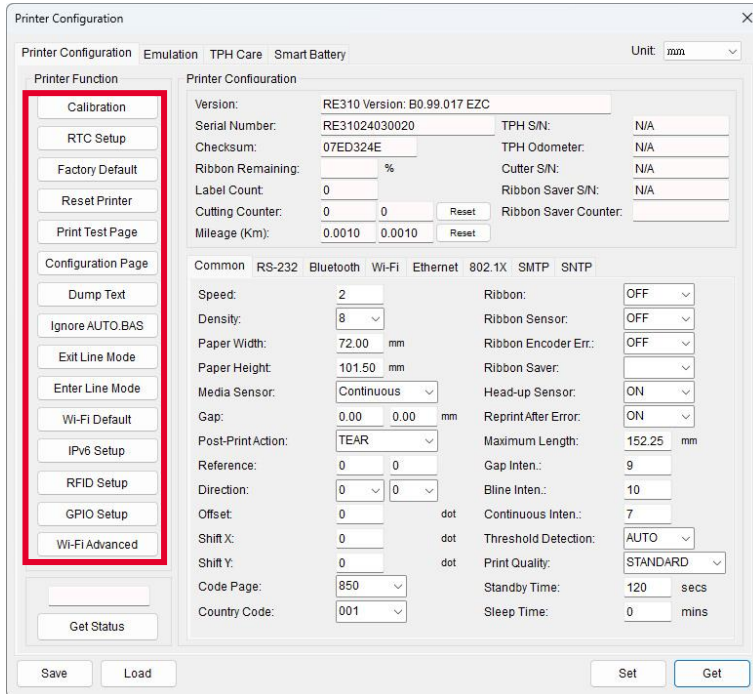 Printer Configuration
Printer Configuration Emulation TPH Care Smart Battery Unit: mm
Printer Function
Calibration
RTC Setup
Factory Default
Reset Printer
Print Test Page
Configuration Page
Dump Text
Ignore AUTO.BAS
Exit Line Mode
Enter Line Mode
Wi-Fi Default
IPv6 Setup
RFID Setup
GPIO Setup
Wi-Fi Advanced
Get Status
Printer Configuration
Version: RE310 Version: B0.99.017 EZC
Serial Number: RE31024030020 TPH S/N: N/A
Checksum: 07ED324E TPH Odometer: N/A
Ribbon Remaining: % Cutter S/N: N/A
Label Count: 0 Ribbon Saver S/N: N/A
Cutting Counter: 0 0 Reset Ribbon Saver Counter:
Mileage (Km): 0.0010 0.0010 Reset
Common RS-232 Bluetooth Wi-Fi Ethernet 802.1X SMTP SNTP
Speed: 2 Ribbon: OFF
Density: 8 Ribbon Sensor: OFF
Paper Width: 72.00 mm Ribbon Encoder Err.: OFF
Paper Height: 101.50 mm Ribbon Saver:
Media Sensor: Continuous Head-up Sensor: ON
Gap: 0.00 0.00 mm Reprint After Error: ON
Post-Print Action: TEAR Maximum Length: 152.25 mm
Reference: 0 0 Gap Inten.: 9
Direction: 0 0 Bline Inten.: 10
Offset: 0 dot Continuous Inten.: 7
Shift X: 0 dot Threshold Detection: AUTO
Shift Y: 0 dot Print Quality: STANDARD
Code Page: 850 Standby Time: 120 secs
Country Code: 001 Sleep Time: 0 mins
Save Load Set Get